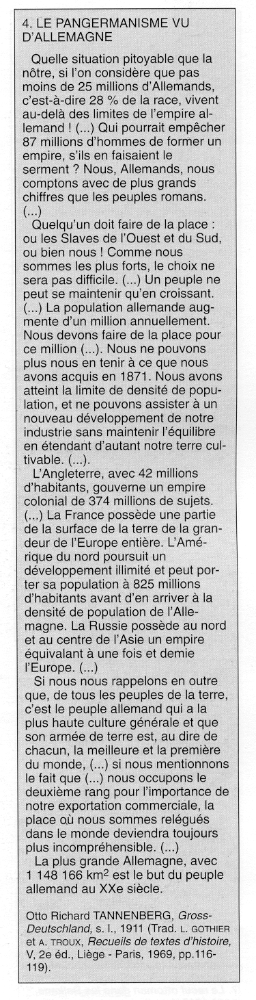 4. LE PANGERMANISME VU
D'ALLEMAGNE
Quelle situation pitoyable que la
nôtre, si l'on considère que pas
moins de 25 millions d'Allemands,
c'est-à-dire 28 % de la race, vivent
au-delà des limites de l'empire al-
lemand ! (...) Qui pourrait empêcher
87 millions d'hommes de former un
empire, s'ils en faisaient le
serment ? Nous, Allemands, nous
comptons avec de plus grands
chiffres que les peuples romans.
(...)
Quelqu'un doit faire de la place :
ou les Slaves de l'Ouest et du Sud,
ou bien nous ! Comme nous
sommes les plus forts, le choix ne
sera pas difficile. (...) Un peuple ne
peut se maintenir qu'en croissant.
(...) La population allemande aug-
mente d'un million annuellement.
Nous devons faire de la place pour
ce million (...). Nous ne pouvons
plus nous en tenir à ce que nous
avons acquis en 1871. Nous avons
atteint la limite de densité de popu-
lation, et ne pouvons assister à un
nouveau développement de notre
industrie sans maintenir l'équilibre
en étendant d'autant notre terre cul-
tivable. (...).
L'Angleterre, avec 42 millions
d'habitants, gouverne un empire
colonial de 374 millions de sujets.
(...) La France possède une partie
de la surface de la terre de la gran-
deur de l'Europe entière. L'Amé-
rique du nord poursuit un
développement illimité et peut por-
ter sa population à 825 millions
d'habitants avant d'en arriver à la
densité de population de l'Alle-
magne. La Russie possède au nord
et au centre de l'Asie un empire
équivalant à une fois et demie
l'Europe. (...)
Si nous nous rappelons en outre
que, de tous les peuples de la terre,
c'est le peuple allemand qui a la
plus haute culture générale et que
son armée de terre est, au dire de
chacun, la meilleure et la première
du monde, (...) si nous mentionnons
le fait que (...) nous occupons le
deuxième rang pour l'importance de
notre exportation commerciale, la
place où nous sommes relégués
dans le monde deviendra toujours
plus incompréhensible. (...)
La plus grande Allemagne, avec
1 148 166 km² est le but du peuple
allemand au XXe siècle.
Otto Richard TANNENBERG, Gross-
Deutschland, s. l., 1911 (Trad. L. GOTHIER
et A. TROUX, Recueils de textes d'histoire,
V, 2e éd., Liège - Paris, 1969, pp.116-
119).